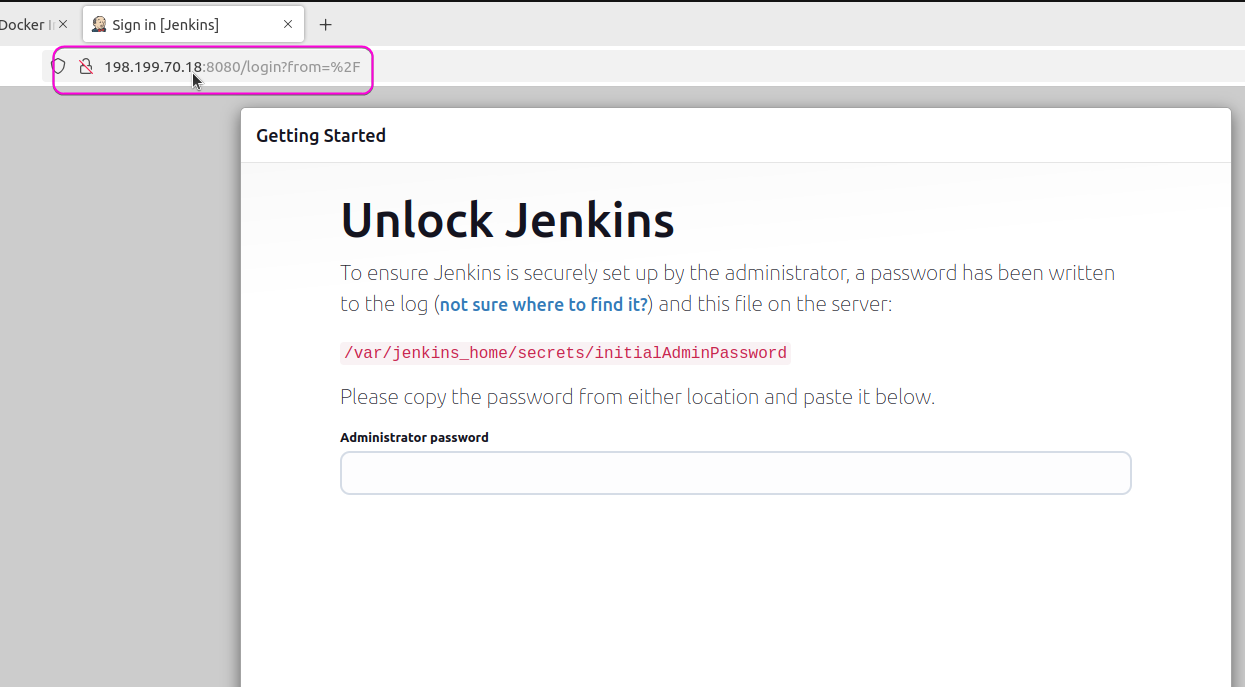 Docker
Sign in [Jenkins]
198.199.70.18:8080/login?from=%2F
Getting Started
Unlock Jenkins
To ensure Jenkins is securely set up by the administrator, a password has been written
to the log (not sure where to find it?) and this file on the server:
/var/jenkins_home/secrets/initialAdminPassword
Please copy the password from either location and paste it below.
Administrator password